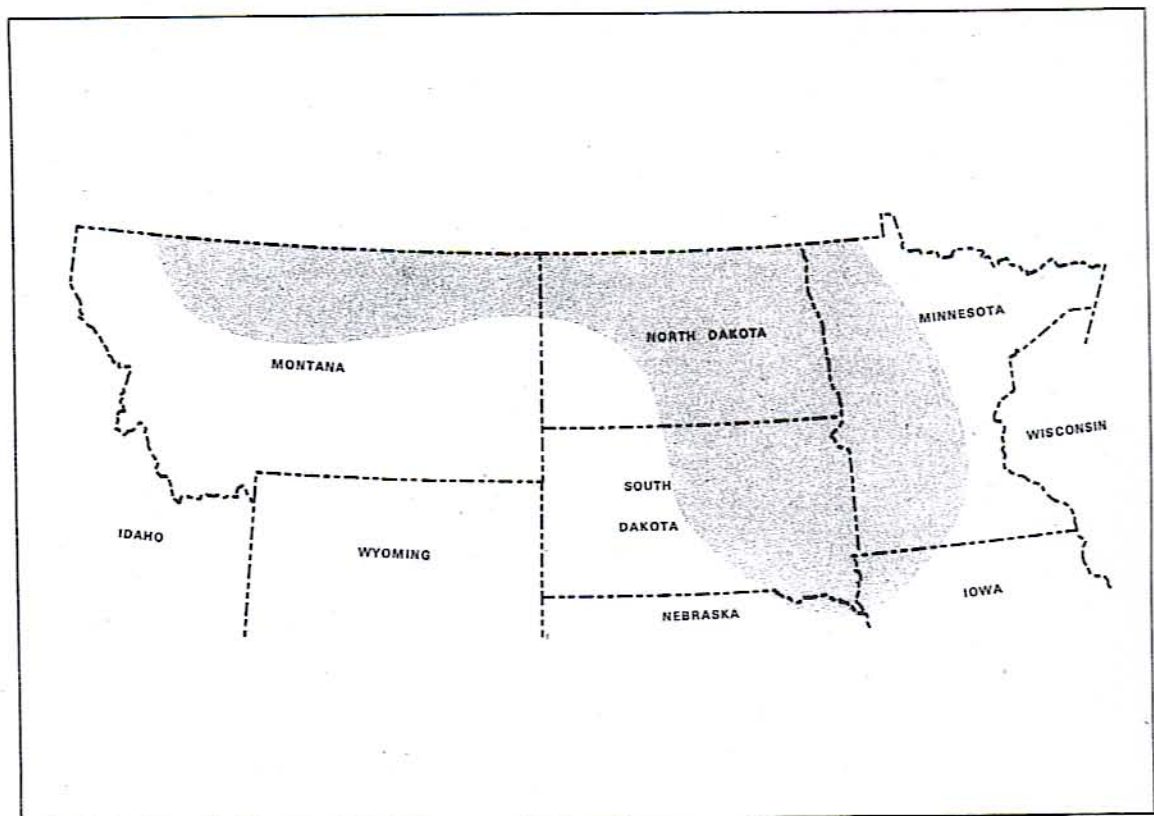 MINNESOTA
NORTH DAKOTA
MONTANA
WISCONSIN
SOUTH
DAKOTA
IDAHO
WYOMING
IOWA
NEBRASKA